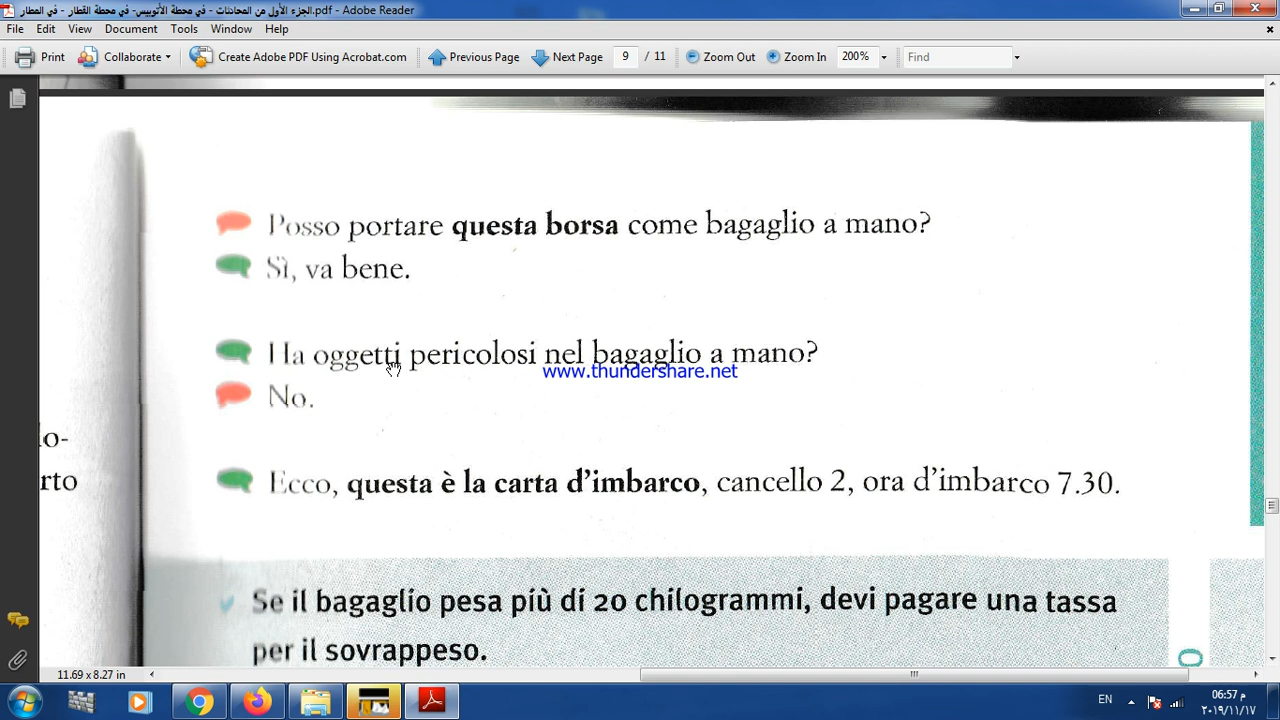 الجزء الأول من المحادثات - في محطة الأتوبيس- في محطة القطار - في المطار.pdf - Adobe Reader
File Edit View Document Tools Window Help
Print Collaborate Create Adobe PDF Using Acrobat.com Previous Page Next Page 9 / 11 Zoom Out Zoom In 200% Find
Posso portare questa borsa come bagaglio a mano?
Sì, va bene.
Ha oggetti pericolosi nel bagaglio a mano?
www.thundershare.net
No.
lo-
rto
Ecco, questa è la carta d'imbarco, cancello 2, ora d'imbarco 7.30.
Se il bagaglio pesa più di 20 chilogrammi, devi pagare una tassa
per il sovrappeso.
11.69 x 8.27 in
EN
06:57 م
٢٠١٩/١١/١٧